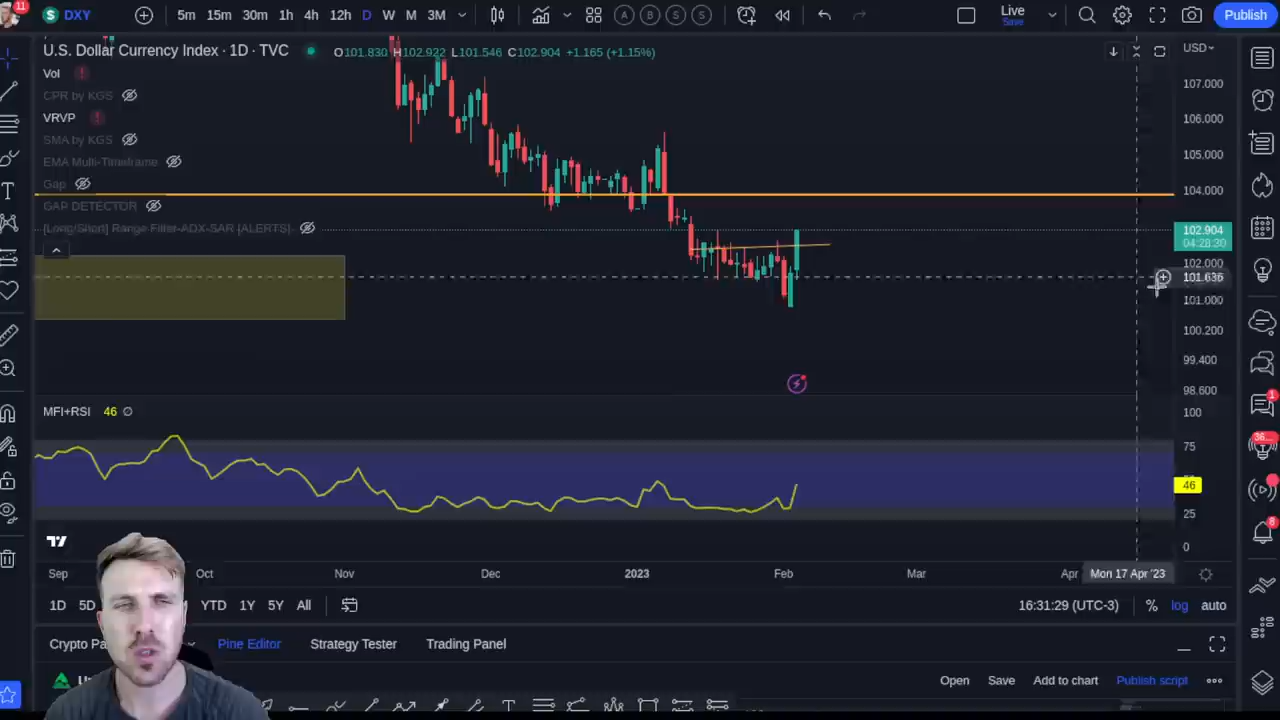 11
DXY
5m 15m 30m 1h 4h 12h D W M 3M
A B S S
Live
Save
Publish
U.S. Dollar Currency Index · 1D · TVC
O101.830 H102.922 L101.546 C102.904 +1.165 (+1.15%)
USD
Vol
CPR by KGS
VRVP
SMA by KGS
EMA Multi-Timeframe
Gap
GAP DETECTOR
[Long/Short] Range Filter-ADX-SAR [ALERTS]
107.000
106.000
105.000
104.000
102.904
04:28:30
102.000
101.636
101.000
100.200
99.400
98.600
MFI+RSI 46 ∅
100
75
46
25
0
1
36...
8
Sep Oct Nov Dec 2023 Feb Mar Apr Mon 17 Apr '23
1D 5D YTD 1Y 5Y All
16:31:29 (UTC-3) % log auto
Crypto Pa Pine Editor Strategy Tester Trading Panel
Open Save Add to chart Publish script